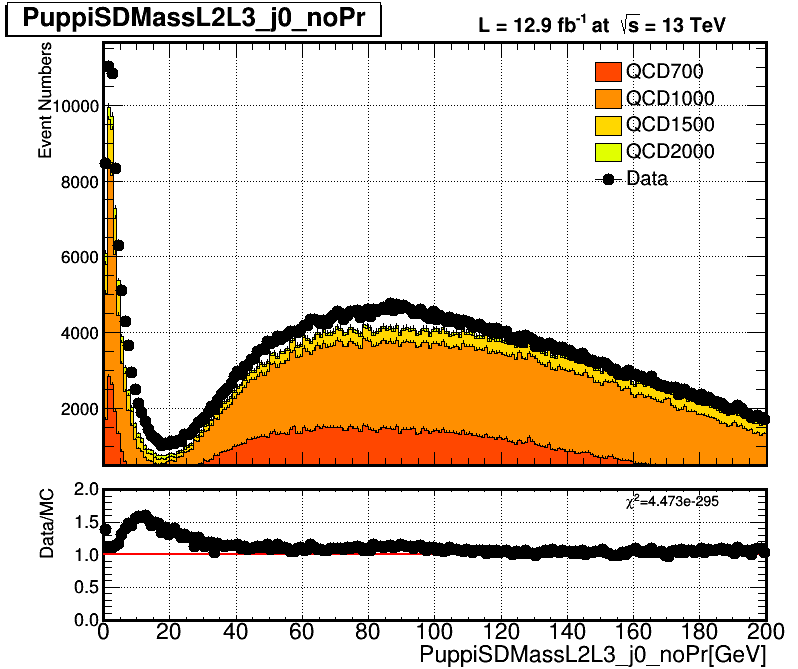 PuppiSDMassL2L3_j0_noPr
L = 12.9 fb⁻¹ at √s = 13 TeV
Event Numbers
10000
8000
6000
4000
2000
QCD700
QCD1000
QCD1500
QCD2000
Data
Data/MC
2.0
1.5
1.0
0.5
0.0
χ²=4.473e-295
0 20 40 60 80 100 120 140 160 180 200
PuppiSDMassL2L3_j0_noPr[GeV]